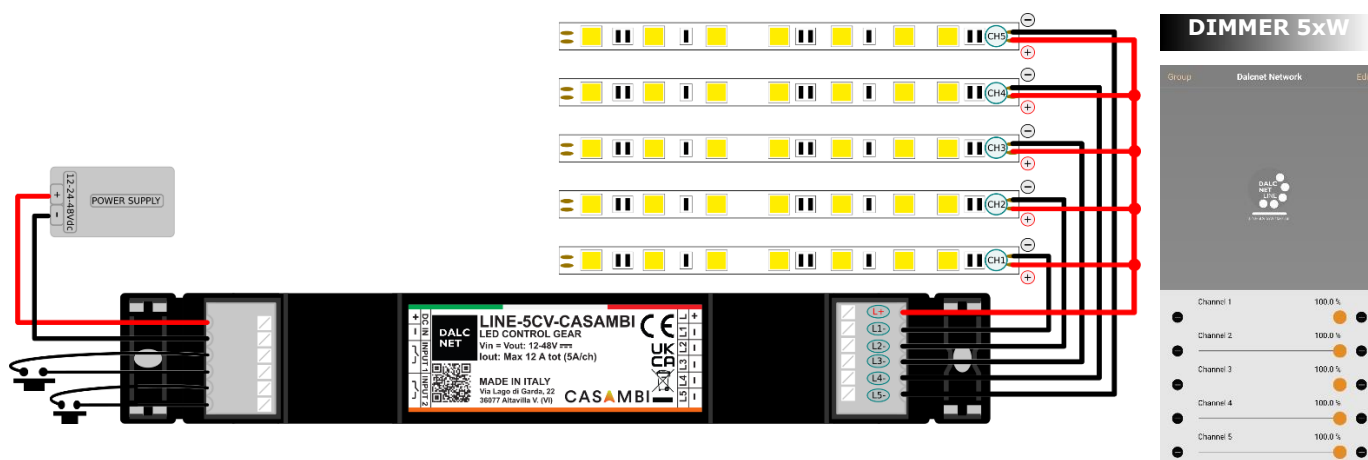 CH5
CH4
CH3
CH2
CH1
12-24-48Vdc
+
-
POWER SUPPLY
DC IN
+ -
INPUT 1
INPUT 2
DALC
NET
LINE-5CV-CASAMBI
LED CONTROL GEAR
Vin = Vout: 12-48V
Iout: Max 12 A tot (5A/ch)
MADE IN ITALY
Via Lago di Garda, 22
36077 Altavilla V. (VI)
CASAMBI
CE
UK
CA
L +
L1 -
L2 -
L3 -
L4 -
L5 -
L+
L1-
L2-
L3-
L4-
L5-
DIMMER 5xW
Group Dalcnet Network Edi
DALC
NET
LINE
Channel 1 100.0 %
Channel 2 100.0 %
Channel 3 100.0 %
Channel 4 100.0 %
Channel 5 100.0 %